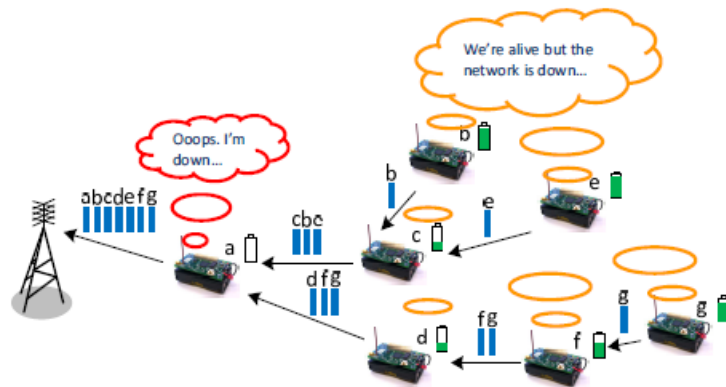 We're alive but the
network is down...
Ooops. I'm
down...
b
e
b
abcdefg
e
c
cbe
a
dfg
g
g
fg
d
f